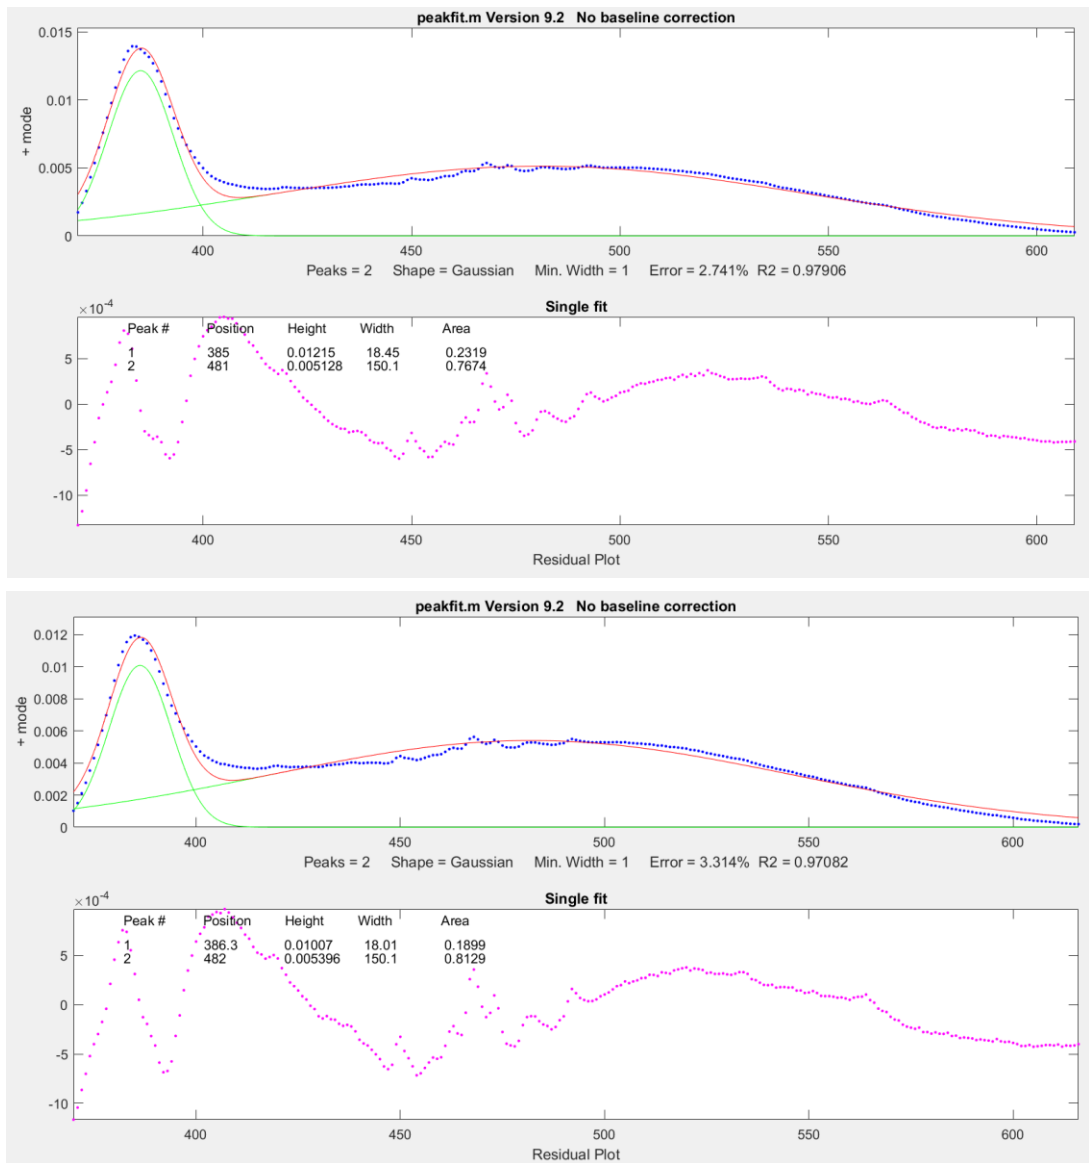 peakfit.m Version 9.2   No baseline correction
0.015
0.01
0.005
0
+ mode
400 450 500 550 600
Peaks = 2     Shape = Gaussian     Min. Width = 1     Error = 2.741%  R2 = 0.97906
×10-4
Single fit
Peak # Position Height Width Area
1 385 0.01215 18.45 0.2319
2 481 0.005128 150.1 0.7674
5
0
-5
-10
400 450 500 550 600
Residual Plot
peakfit.m Version 9.2   No baseline correction
0.012
0.01
0.008
0.006
0.004
0.002
0
+ mode
400 450 500 550 600
Peaks = 2     Shape = Gaussian     Min. Width = 1     Error = 3.314%  R2 = 0.97082
×10-4
Single fit
Peak # Position Height Width Area
1 386.3 0.01007 18.01 0.1899
2 482 0.005396 150.1 0.8129
5
0
-5
-10
400 450 500 550 600
Residual Plot